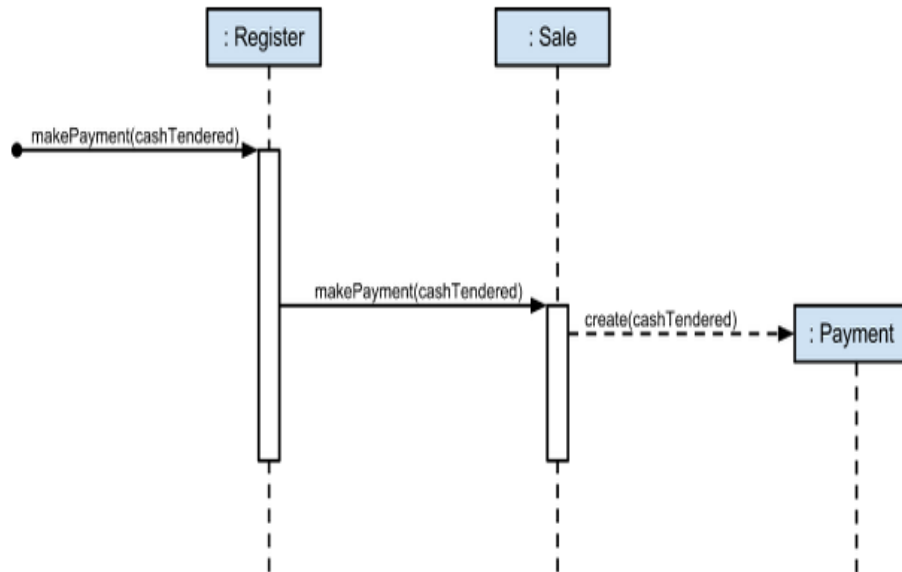 : Register
: Sale
makePayment(cashTendered)
makePayment(cashTendered)
create(cashTendered)
: Payment